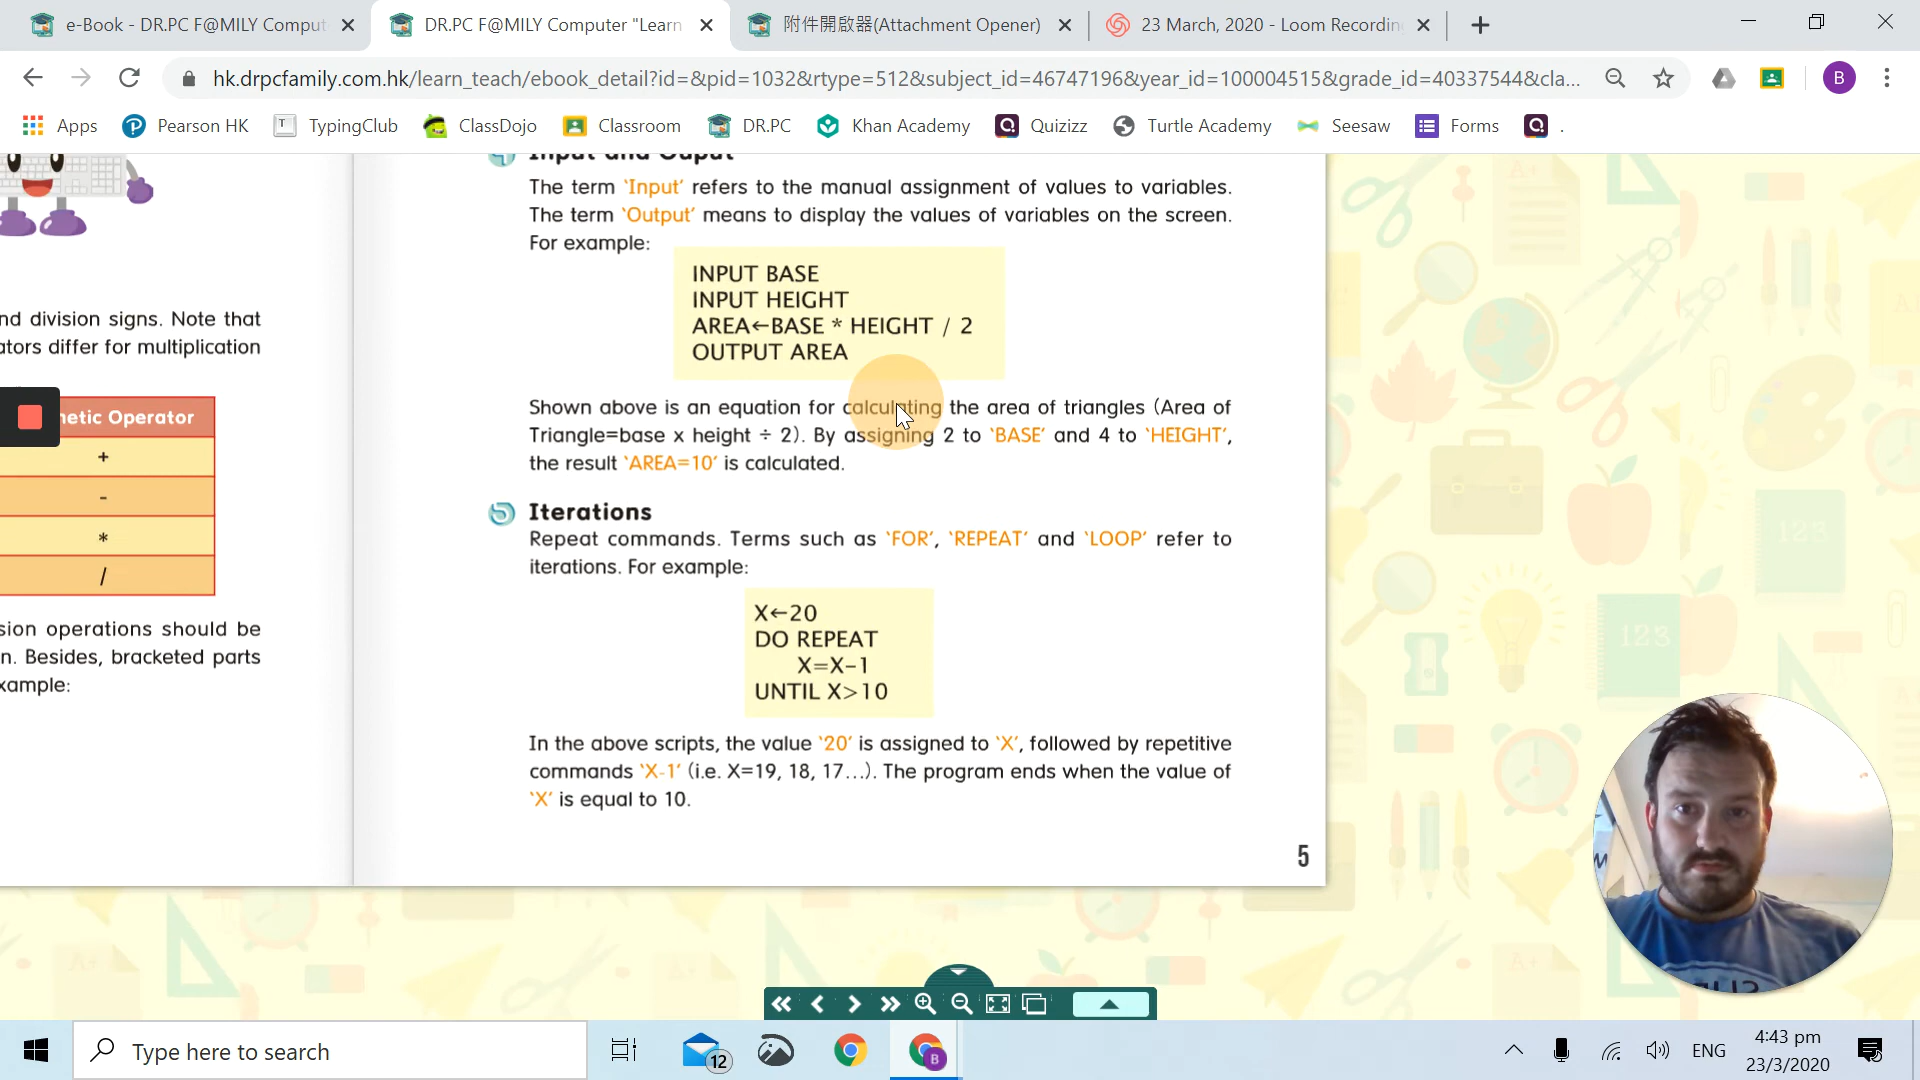 e-Book - DR.PC F@MILY Comput
DR.PC F@MILY Computer "Learn
附件開啟器(Attachment Opener)
23 March, 2020 - Loom Recordin
hk.drpcfamily.com.hk/learn_teach/ebook_detail?id=&pid=1032&rtype=512&subject_id=46747196&year_id=100004515&grade_id=40337544&cla...
B
Apps
Pearson HK
TypingClub
ClassDojo
Classroom
DR.PC
Khan Academy
Quizizz
Turtle Academy
Seesaw
Forms
.
nd division signs. Note that
ators differ for multiplication
netic Operator
+
-
*
/
sion operations should be
n. Besides, bracketed parts
xample:
Input and Ouput
The term ‘Input’ refers to the manual assignment of values to variables.
The term ‘Output’ means to display the values of variables on the screen.
For example:
INPUT BASE
INPUT HEIGHT
AREA←BASE * HEIGHT / 2
OUTPUT AREA
Shown above is an equation for calculating the area of triangles (Area of
Triangle=base x height ÷ 2). By assigning 2 to ‘BASE’ and 4 to ‘HEIGHT’,
the result ‘AREA=10’ is calculated.
5 Iterations
Repeat commands. Terms such as ‘FOR’, ‘REPEAT’ and ‘LOOP’ refer to
iterations. For example:
X←20
DO REPEAT
X=X-1
UNTIL X>10
In the above scripts, the value ‘20’ is assigned to ‘X’, followed by repetitive
commands ‘X-1’ (i.e. X=19, 18, 17...). The program ends when the value of
‘X’ is equal to 10.
5
123
123
Type here to search
12
B
ENG
4:43 pm
23/3/2020